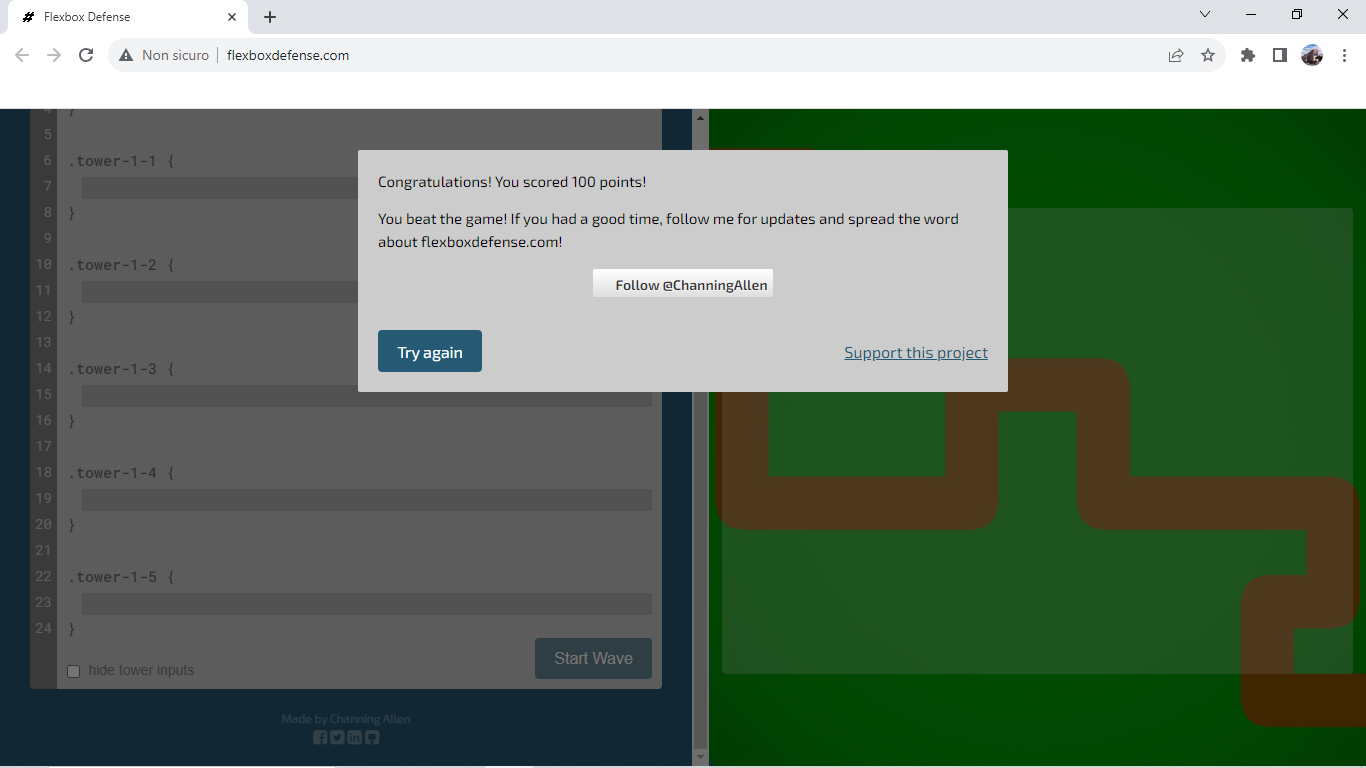 Flexbox Defense
Non sicuro
flexboxdefense.com
}
5
6 .tower-1-1 {
7
8 }
9
10 .tower-1-2 {
11
12 }
13
14 .tower-1-3 {
15
16 }
17
18 .tower-1-4 {
19
20 }
21
22 .tower-1-5 {
23
24 }
hide tower inputs
Start Wave
Made by Channing Allen
Congratulations! You scored 100 points!
You beat the game! If you had a good time, follow me for updates and spread the word
about flexboxdefense.com!
Follow @ChanningAllen
Try again
Support this project